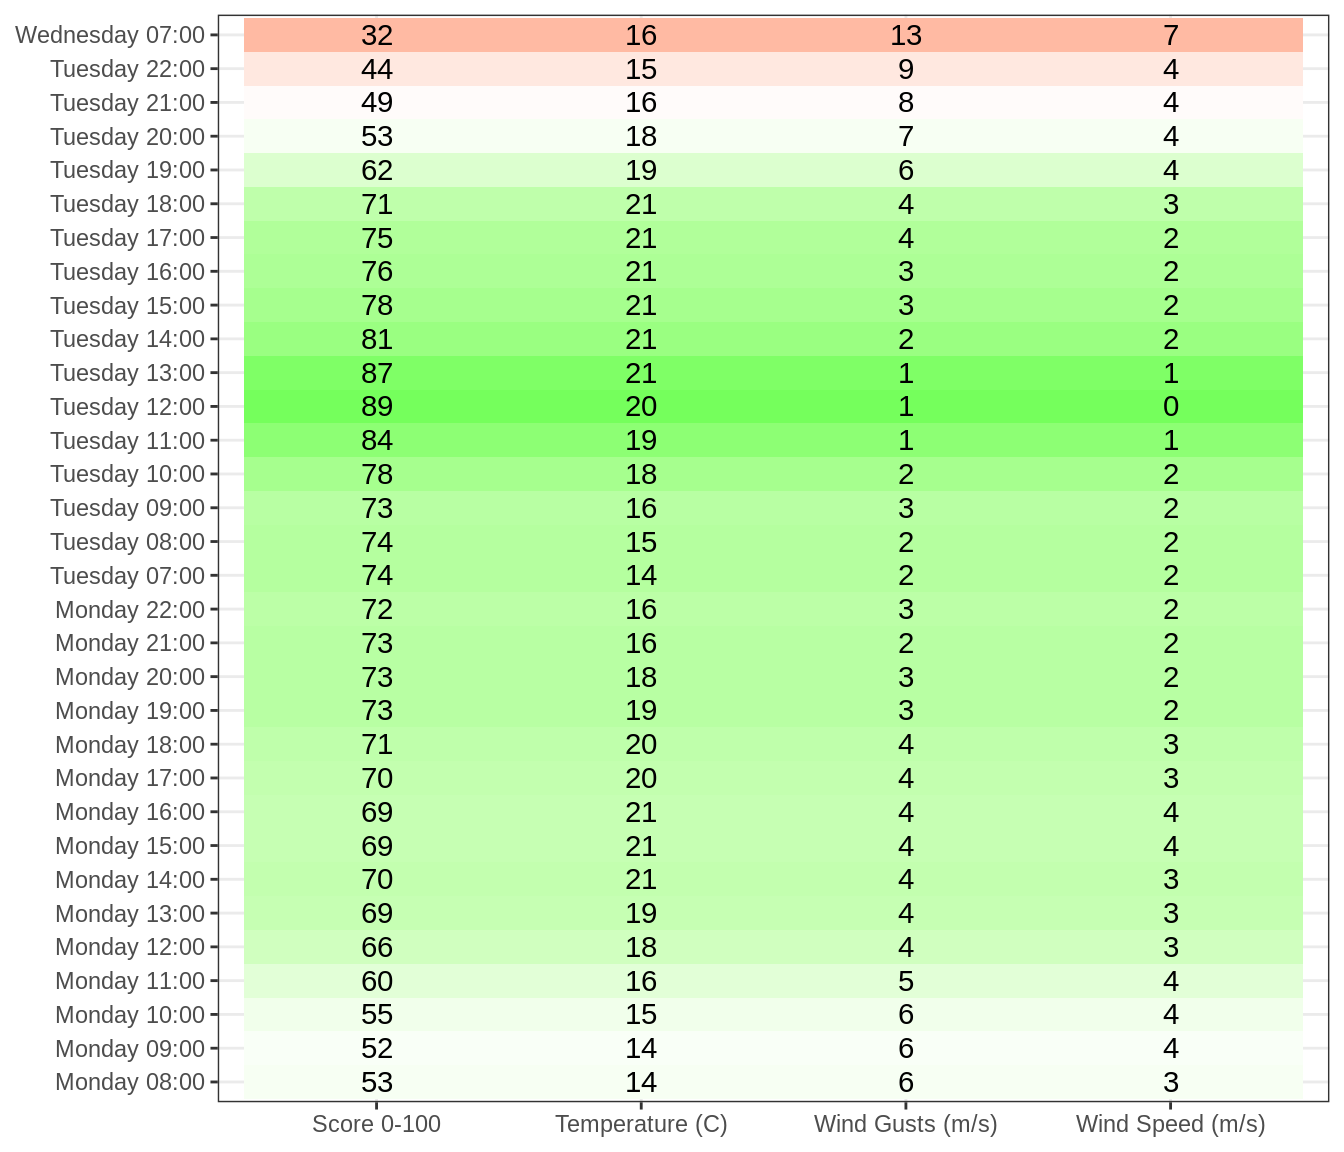 Wednesday 07:00 32 16 13 7
Tuesday 22:00 44 15 9 4
Tuesday 21:00 49 16 8 4
Tuesday 20:00 53 18 7 4
Tuesday 19:00 62 19 6 4
Tuesday 18:00 71 21 4 3
Tuesday 17:00 75 21 4 2
Tuesday 16:00 76 21 3 2
Tuesday 15:00 78 21 3 2
Tuesday 14:00 81 21 2 2
Tuesday 13:00 87 21 1 1
Tuesday 12:00 89 20 1 0
Tuesday 11:00 84 19 1 1
Tuesday 10:00 78 18 2 2
Tuesday 09:00 73 16 3 2
Tuesday 08:00 74 15 2 2
Tuesday 07:00 74 14 2 2
Monday 22:00 72 16 3 2
Monday 21:00 73 16 2 2
Monday 20:00 73 18 3 2
Monday 19:00 73 19 3 2
Monday 18:00 71 20 4 3
Monday 17:00 70 20 4 3
Monday 16:00 69 21 4 4
Monday 15:00 69 21 4 4
Monday 14:00 70 21 4 3
Monday 13:00 69 19 4 3
Monday 12:00 66 18 4 3
Monday 11:00 60 16 5 4
Monday 10:00 55 15 6 4
Monday 09:00 52 14 6 4
Monday 08:00 53 14 6 3
Score 0-100 Temperature (C) Wind Gusts (m/s) Wind Speed (m/s)